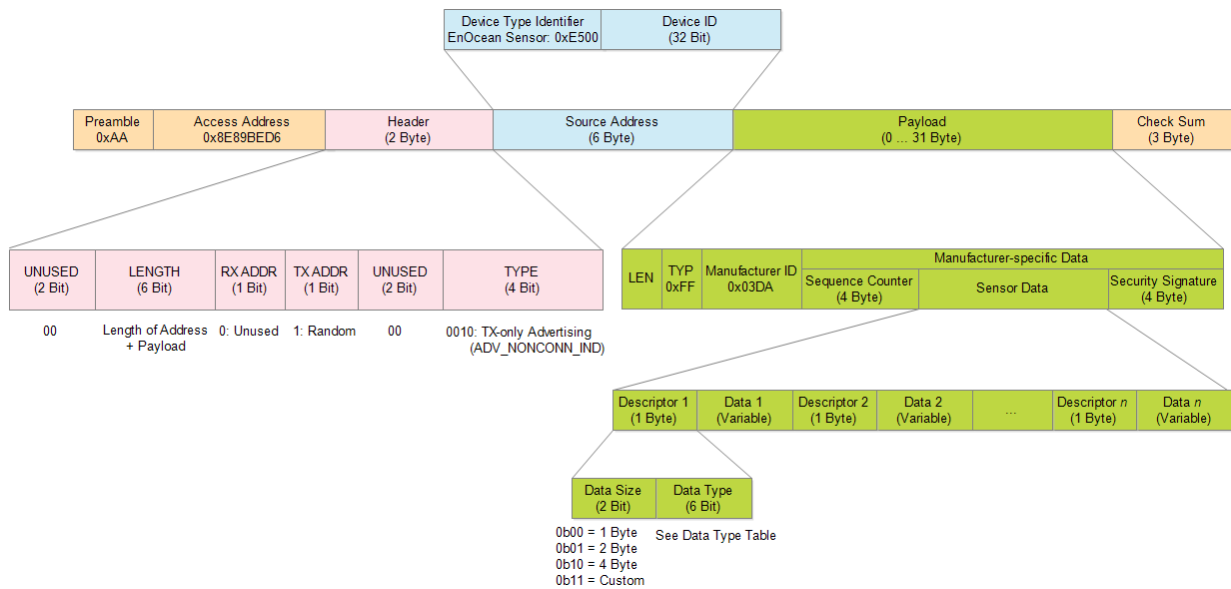 Device Type Identifier
EnOcean Sensor: 0xE500
Device ID
(32 Bit)
Preamble
0xAA
Access Address
0x8E89BED6
Header
(2 Byte)
Source Address
(6 Byte)
Payload
(0 ... 31 Byte)
Check Sum
(3 Byte)
UNUSED
(2 Bit)
LENGTH
(6 Bit)
RX ADDR
(1 Bit)
TX ADDR
(1 Bit)
UNUSED
(2 Bit)
TYPE
(4 Bit)
00
Length of Address
+ Payload
0: Unused
1: Random
00
0010: TX-only Advertising
(ADV_NONCONN_IND)
LEN
TYP
0xFF
Manufacturer ID
0x03DA
Manufacturer-specific Data
Sequence Counter
(4 Byte)
Sensor Data
Security Signature
(4 Byte)
Descriptor 1
(1 Byte)
Data 1
(Variable)
Descriptor 2
(1 Byte)
Data 2
(Variable)
...
Descriptor n
(1 Byte)
Data n
(Variable)
Data Size
(2 Bit)
Data Type
(6 Bit)
0b00 = 1 Byte
0b01 = 2 Byte
0b10 = 4 Byte
0b11 = Custom
See Data Type Table